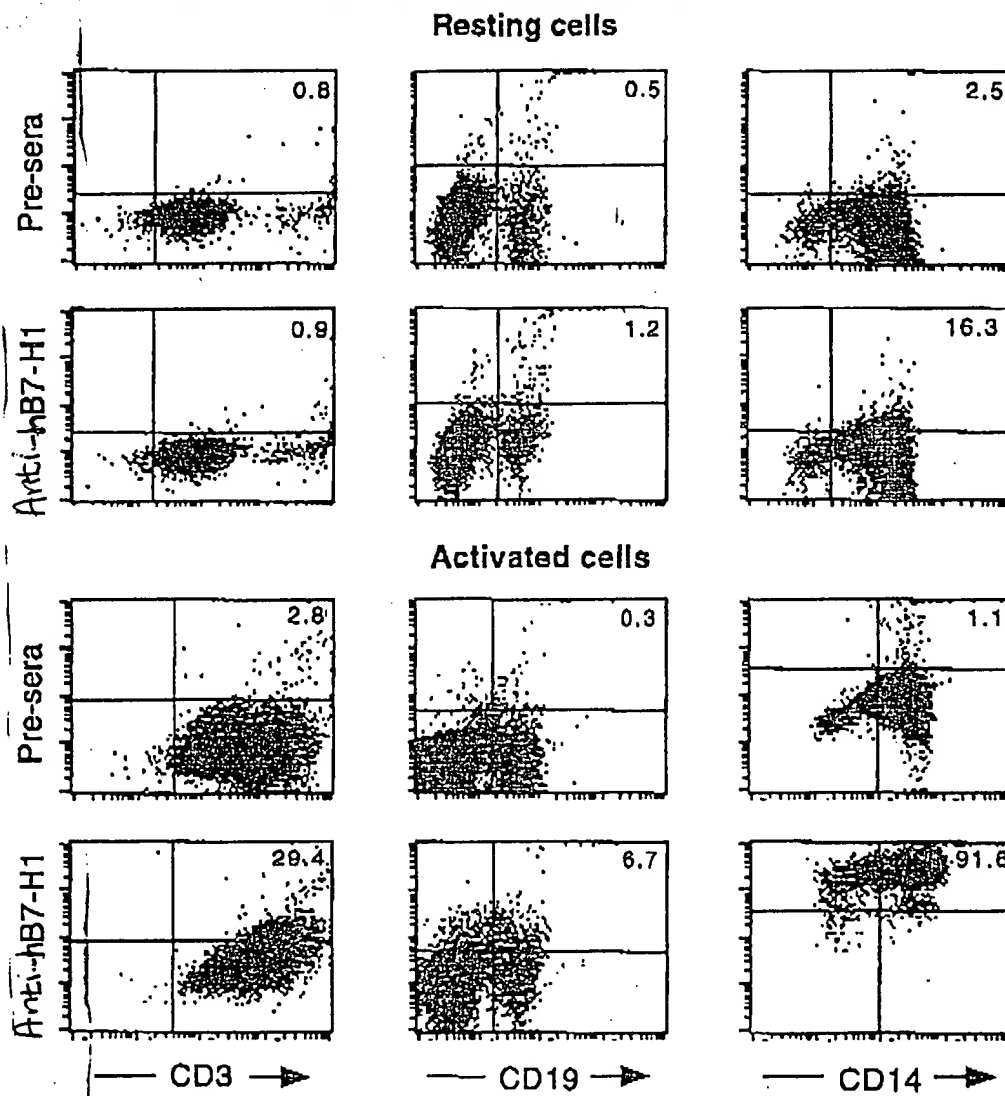 Resting cells
Pre-sera
0.8
0.5
2.5
Anti-hB7-H1
0.9
1.2
16.3
Activated cells
Pre-sera
2.8
0.3
1.1
Anti-hB7-H1
29.4
6.7
91.6
CD3
CD19
CD14